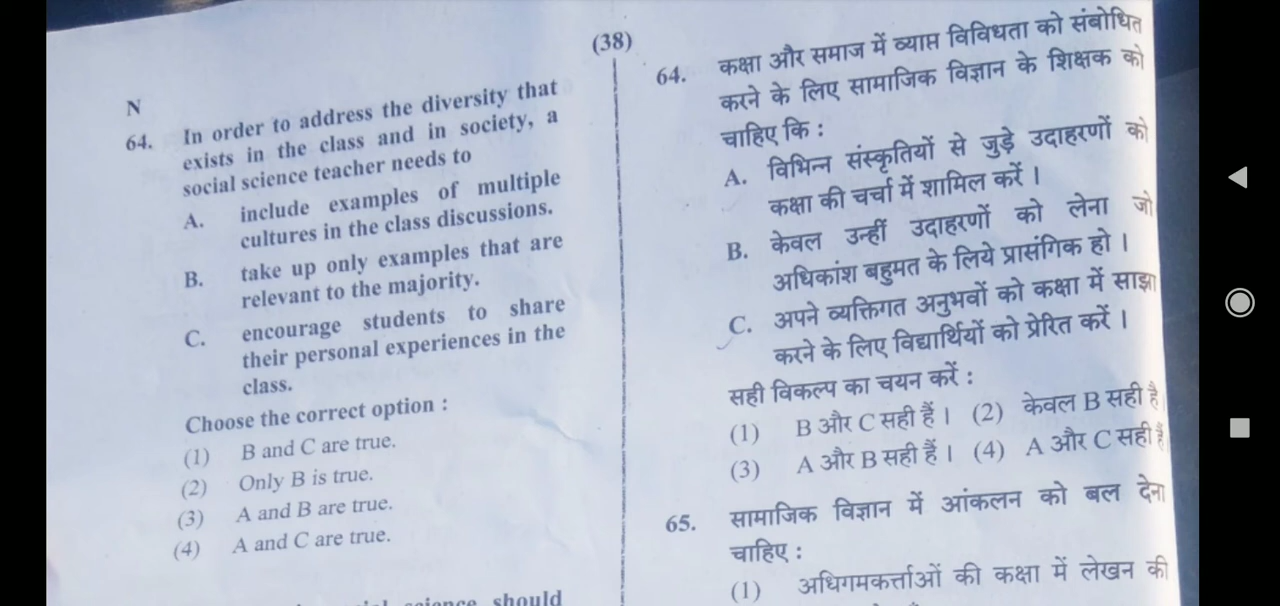 (38)
N
64. In order to address the diversity that
exists in the class and in society, a
social science teacher needs to
A. include examples of multiple
cultures in the class discussions.
B. take up only examples that are
relevant to the majority.
C. encourage students to share
their personal experiences in the
class.
Choose the correct option :
(1) B and C are true.
(2) Only B is true.
(3) A and B are true.
(4) A and C are true.
should
64. कक्षा और समाज में व्याप्त विविधता को संबोधित
करने के लिए सामाजिक विज्ञान के शिक्षक को
चाहिए कि :
A. विभिन्न संस्कृतियों से जुड़े उदाहरणों को
कक्षा की चर्चा में शामिल करें ।
B. केवल उन्हीं उदाहरणों को लेना जो
अधिकांश बहुमत के लिये प्रासंगिक हो ।
C. अपने व्यक्तिगत अनुभवों को कक्षा में साझा
करने के लिए विद्यार्थियों को प्रेरित करें ।
सही विकल्प का चयन करें :
(1) B और C सही हैं । (2) केवल B सही है
(3) A और B सही हैं । (4) A और C सही हैं
65. सामाजिक विज्ञान में आंकलन को बल देना
चाहिए :
(1) अधिगमकर्त्ताओं की कक्षा में लेखन की